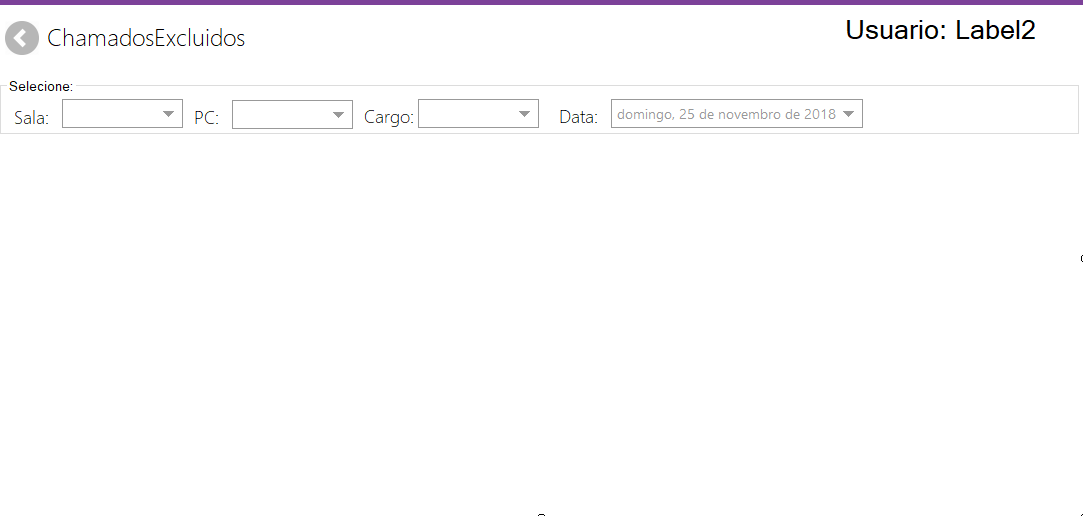 ChamadosExcluidos
Usuario: Label2
Selecione:
Sala: PC: Cargo: Data: domingo, 25 de novembro de 2018